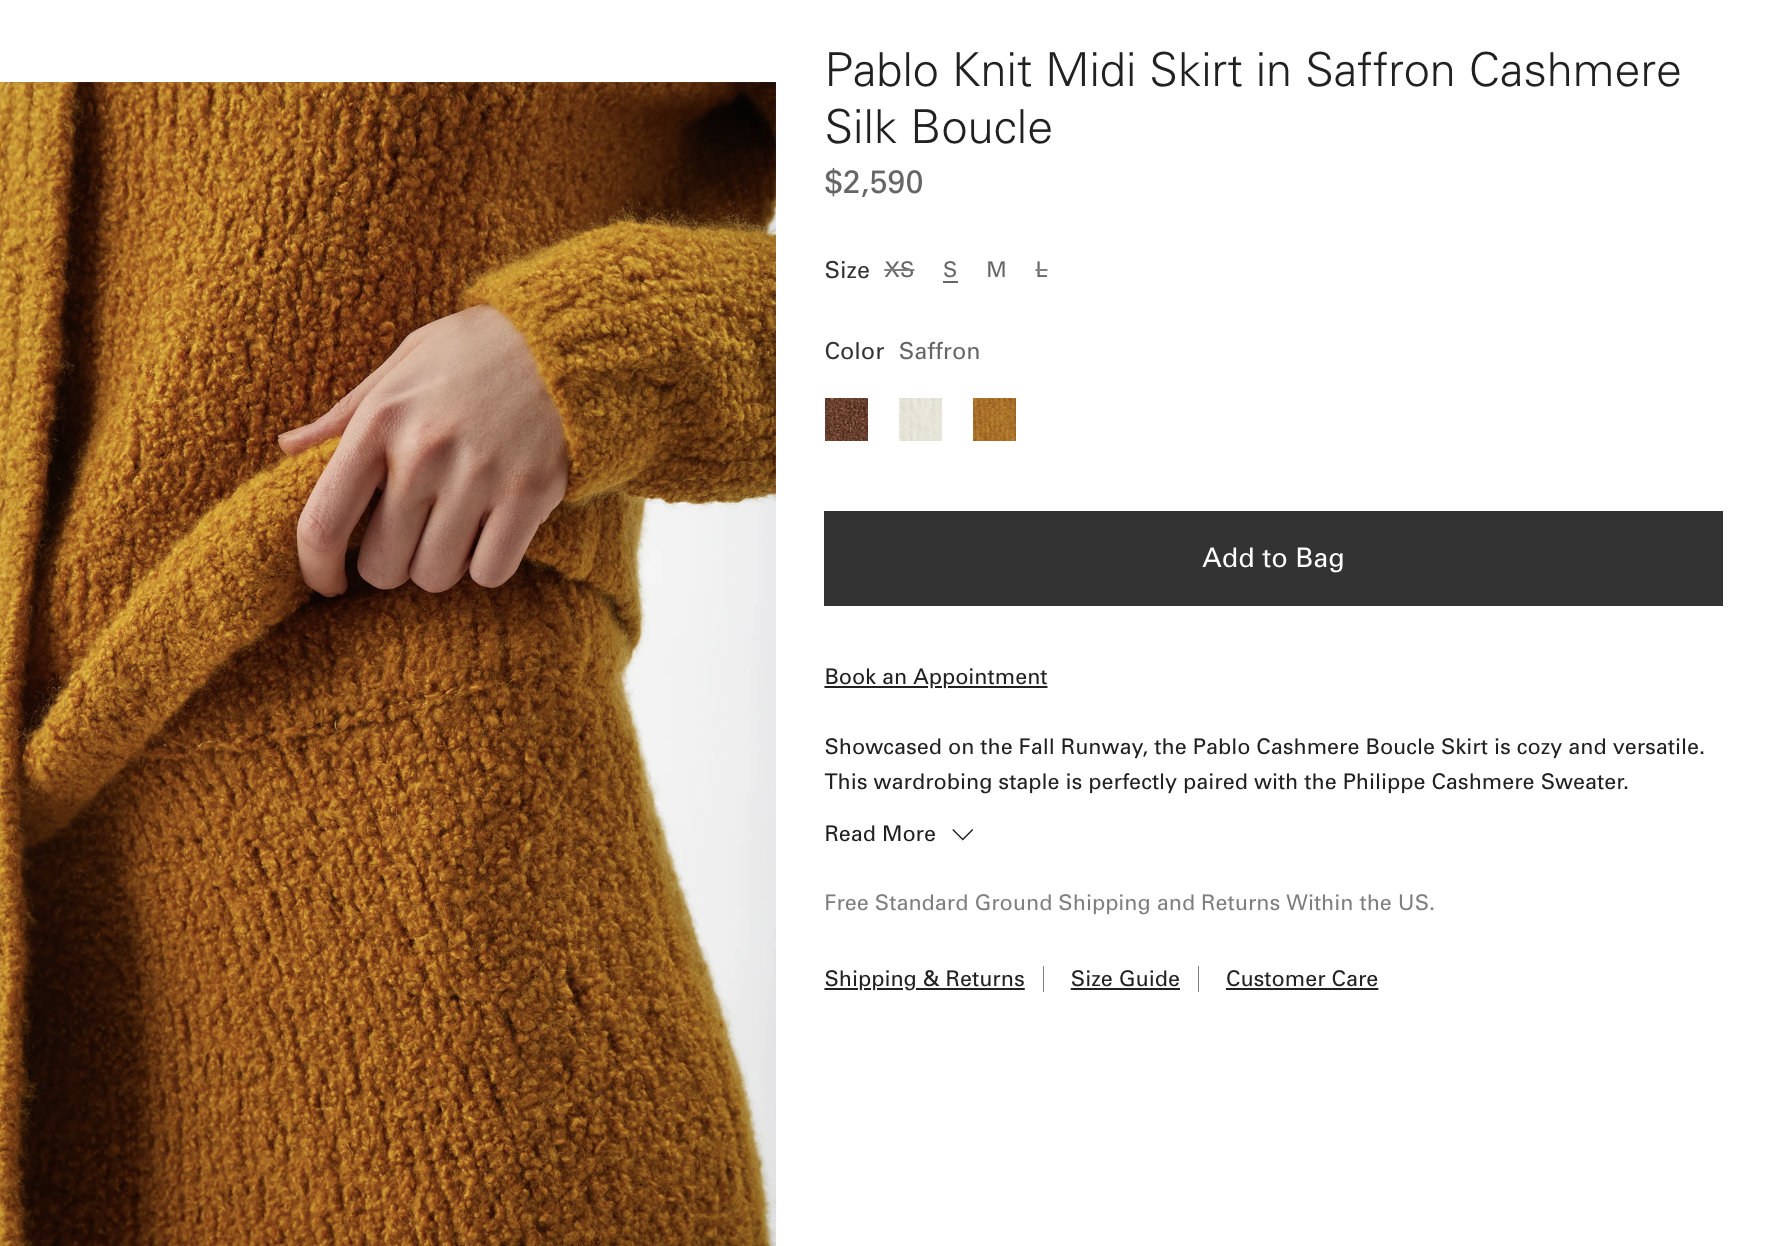 Pablo Knit Midi Skirt in Saffron Cashmere
Silk Boucle
$2,590
Size XS S M L
Color Saffron
Add to Bag
Book an Appointment
Showcased on the Fall Runway, the Pablo Cashmere Boucle Skirt is cozy and versatile.
This wardrobing staple is perfectly paired with the Philippe Cashmere Sweater.
Read More
Free Standard Ground Shipping and Returns Within the US.
Shipping & Returns Size Guide Customer Care